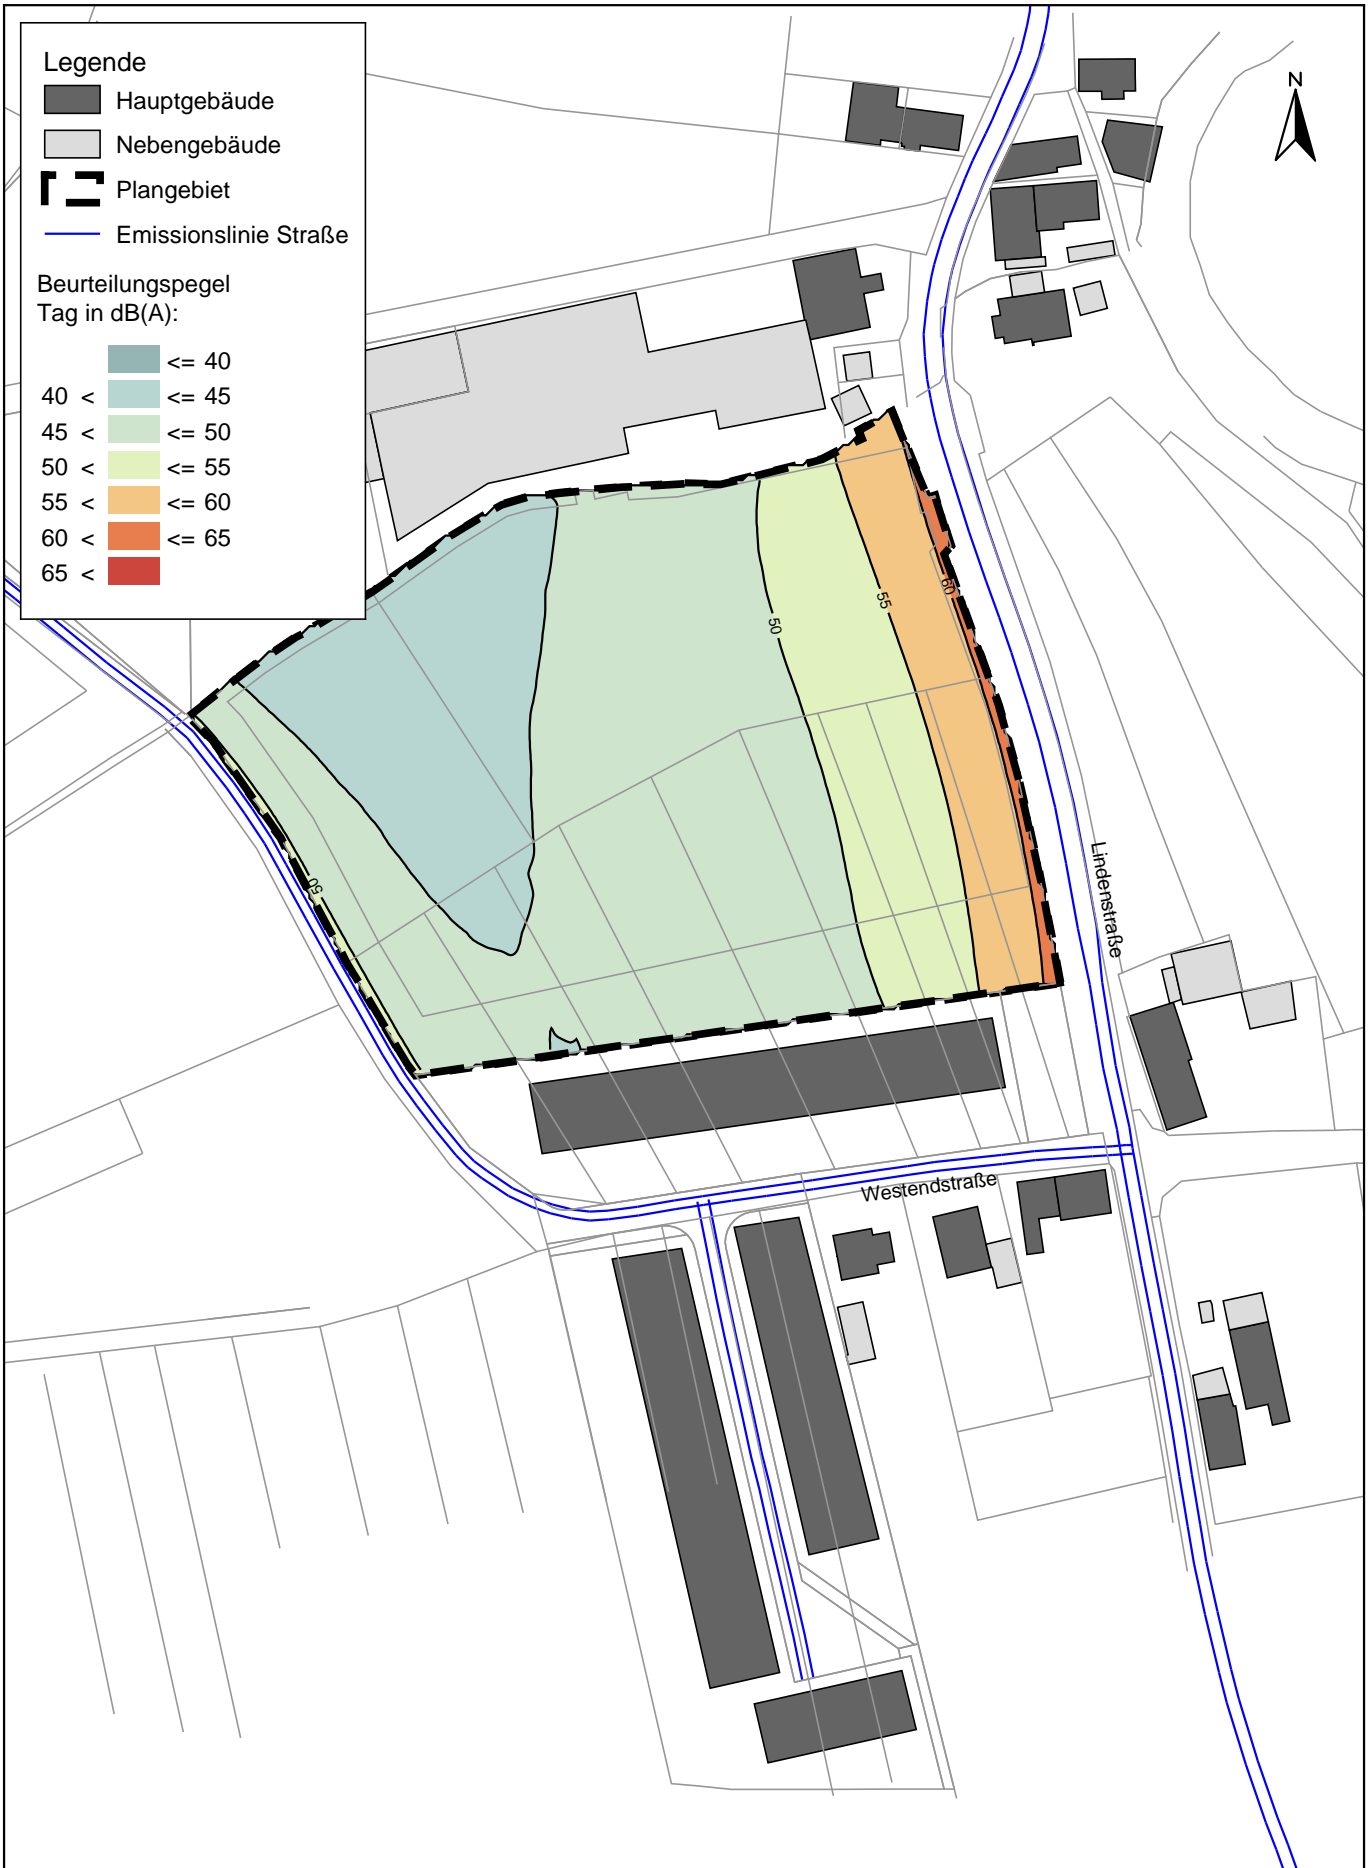 Legende
Hauptgebäude
Nebengebäude
Plangebiet
Emissionslinie Straße
Beurteilungspegel
Tag in dB(A):
<= 40
40 < <= 45
45 < <= 50
50 < <= 55
55 < <= 60
60 < <= 65
65 <
N
50
55
60
50
Lindenstraße
Westendstraße